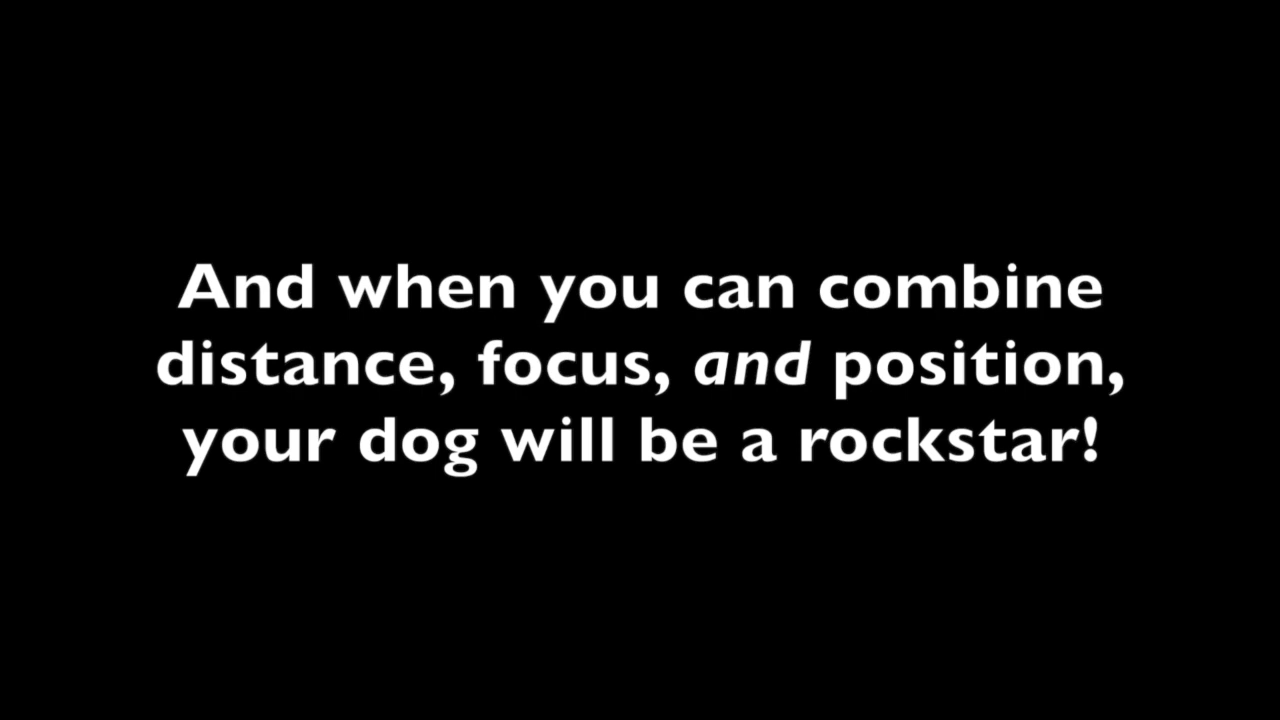 And when you can combine
distance, focus, and position,
your dog will be a rockstar!